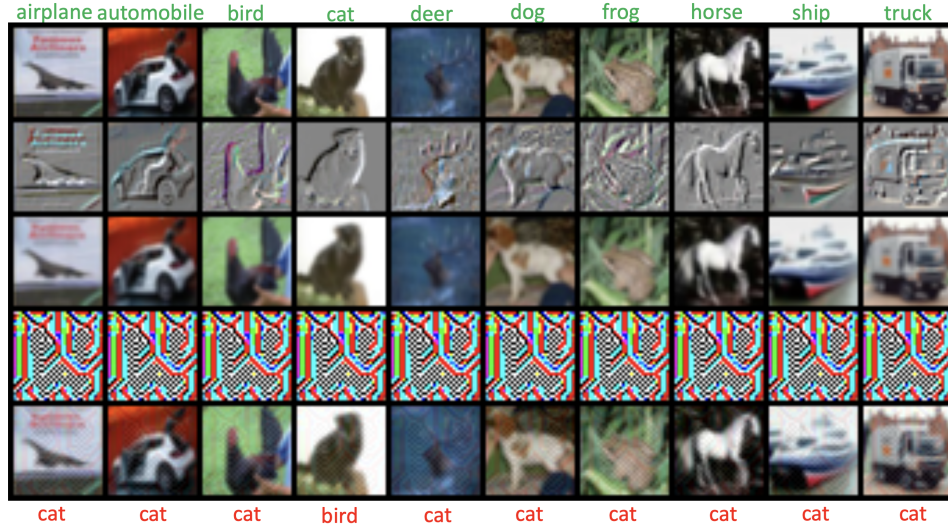 airplane automobile bird cat deer dog frog horse ship truck
cat cat cat bird cat cat cat cat cat cat